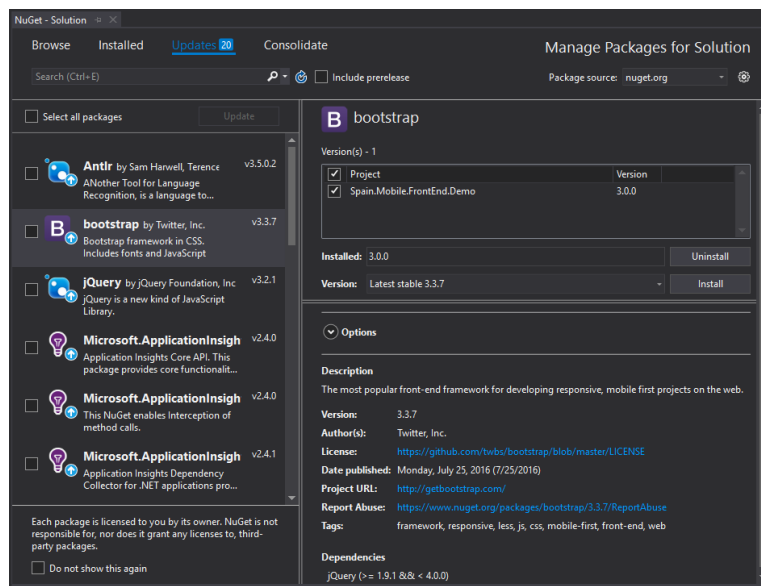 NuGet - Solution
Browse Installed Updates 20 Consolidate
Manage Packages for Solution
Search (Ctrl+E)
Include prerelease
Package source: nuget.org
Select all packages
Update
Antlr by Sam Harwell, Terence
v3.5.0.2
ANother Tool for Language
Recognition, is a language to...
bootstrap by Twitter, Inc.
v3.3.7
Bootstrap framework in CSS.
Includes fonts and JavaScript
jQuery by jQuery Foundation, Inc
v3.2.1
jQuery is a new kind of JavaScript
Library.
Microsoft.ApplicationInsigh
v2.4.0
Application Insights Core API. This
package provides core functionalit...
Microsoft.ApplicationInsigh
v2.4.0
This NuGet enables Interception of
method calls.
Microsoft.ApplicationInsigh
v2.4.1
Application Insights Dependency
Collector for .NET applications pro...
Each package is licensed to you by its owner. NuGet is not
responsible for, nor does it grant any licenses to, third-
party packages.
Do not show this again
B bootstrap
Version(s) - 1
Project Version
Spain.Mobile.FrontEnd.Demo 3.0.0
Installed: 3.0.0 Uninstall
Version: Latest stable 3.3.7 Install
Options
Description
The most popular front-end framework for developing responsive, mobile first projects on the web.
Version: 3.3.7
Author(s): Twitter, Inc.
License: https://github.com/twbs/bootstrap/blob/master/LICENSE
Date published: Monday, July 25, 2016 (7/25/2016)
Project URL: http://getbootstrap.com/
Report Abuse: https://www.nuget.org/packages/bootstrap/3.3.7/ReportAbuse
Tags: framework, responsive, less, js, css, mobile-first, front-end, web
Dependencies
jQuery (>= 1.9.1 && < 4.0.0)